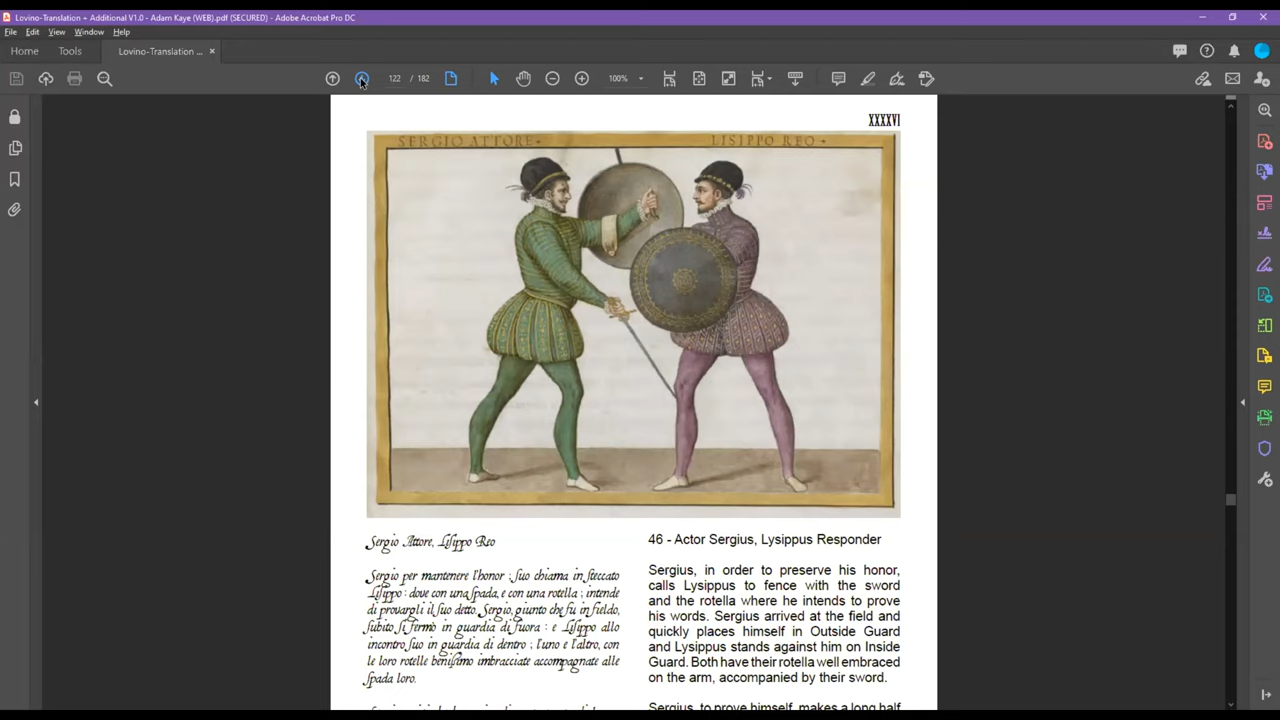 Lovino-Translation + Additional V1.0 - Adam Kaye (WEB).pdf (SECURED) - Adobe Acrobat Pro DC
File Edit View Window Help
Home Tools Lovino-Translation ... ×
122 / 182 100%
XXXXVI
SERGIO ATTORE· LISIPPO REO·
Sergio Attore, Lisippo Reo
Sergio per mantenere l'honor suo chiama in steccato
Lisippo: dove con una spada, e con una rotella; intende
di provargli il suo detto. Sergio, giunto che fu in fieldo,
subito si fermo in guardia di fuora: e Lisippo allo
incontro suo in guardia di dentro; l'uno e l'altro, con
le loro rotelle benissimo imbracciate accompagnate alle
spada loro.
46 - Actor Sergius, Lysippus Responder
Sergius, in order to preserve his honor,
calls Lysippus to fence with the sword
and the rotella where he intends to prove
his words. Sergius arrived at the field and
quickly places himself in Outside Guard
and Lysippus stands against him on Inside
Guard. Both have their rotella well embraced
on the arm, accompanied by their sword.
Sergius, to prove himself, makes a long half